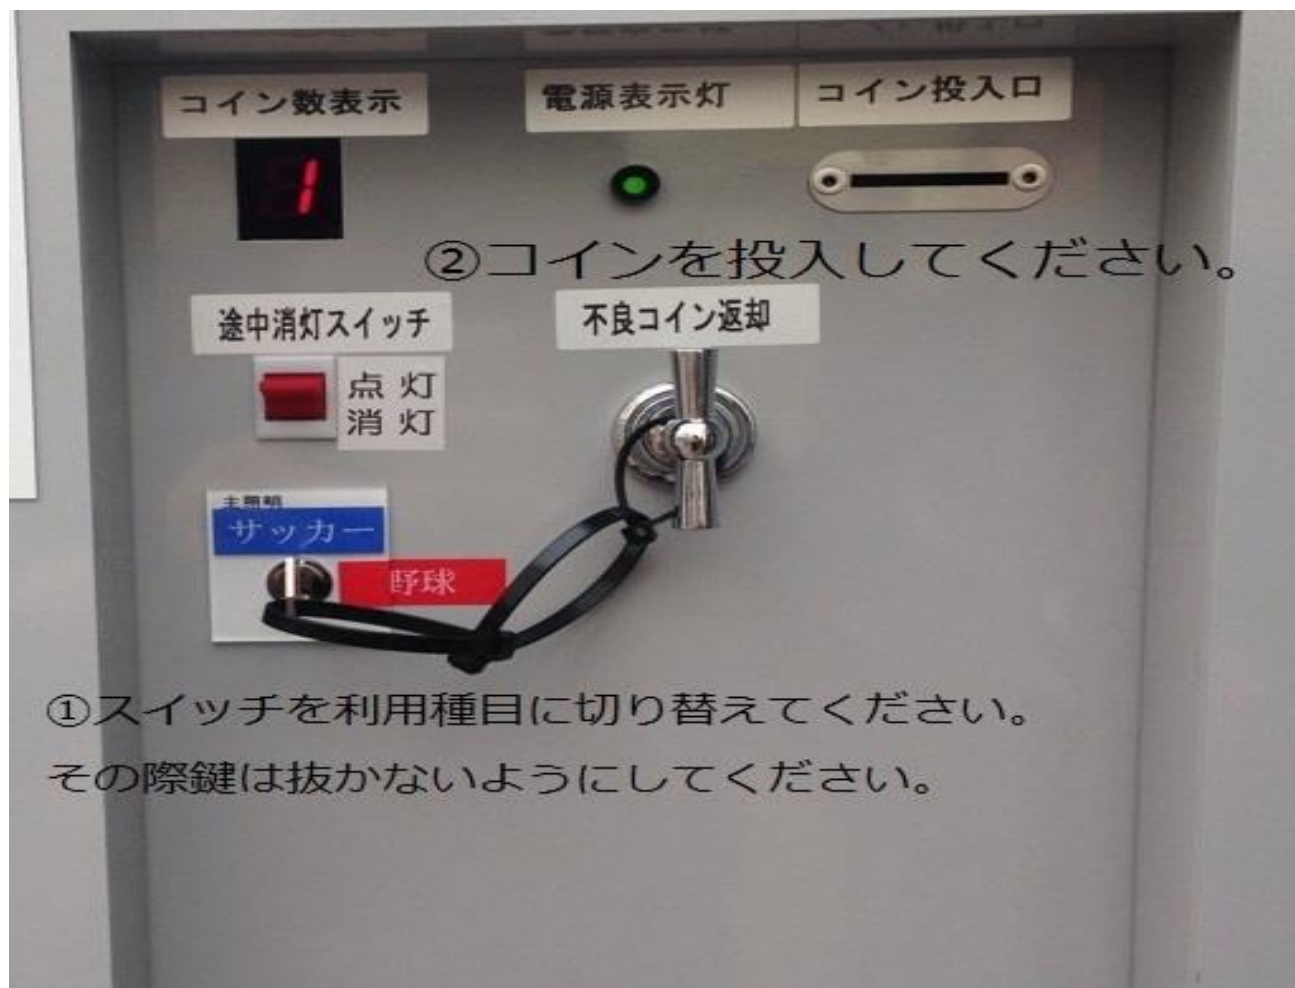 コイン数表示
電源表示灯
コイン投入口
1
②コインを投入してください。
途中消灯スイッチ
不良コイン返却
点灯
消灯
サッカー
野球
①スイッチを利用種目に切り替えてください。
その際鍵は抜かないようにしてください。